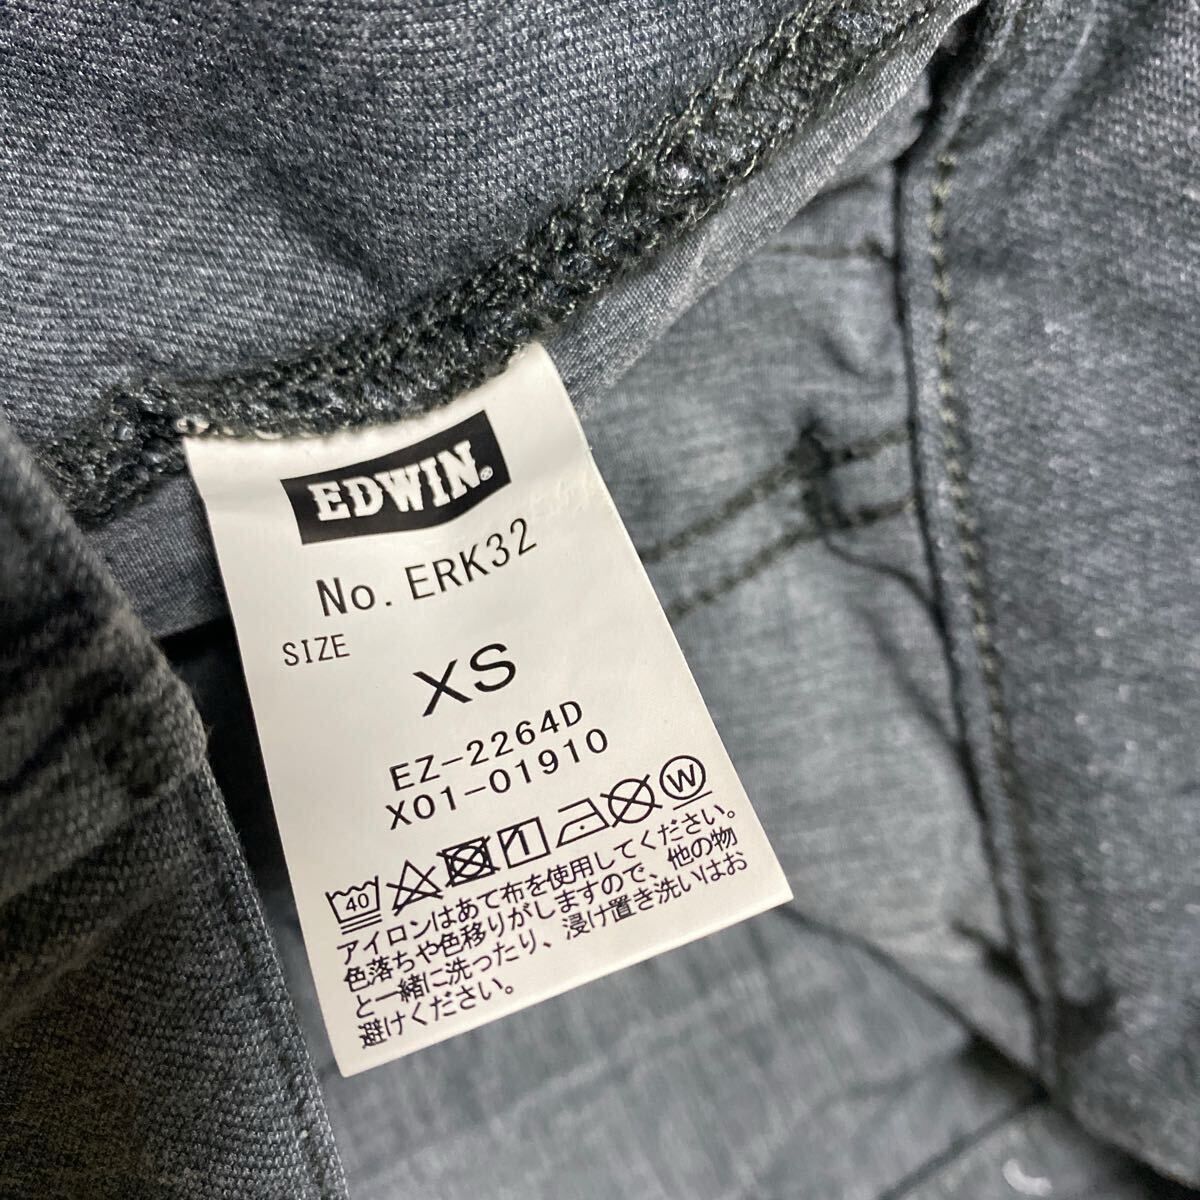 EDWIN®
No. ERK32
SIZE
XS
EZ-2264D
X01-01910
40 W
アイロンはあて布を使用してください。
色落ちや色移りがしますので、他の物
と一緒に洗ったり、浸け置き洗いはお
避けください。